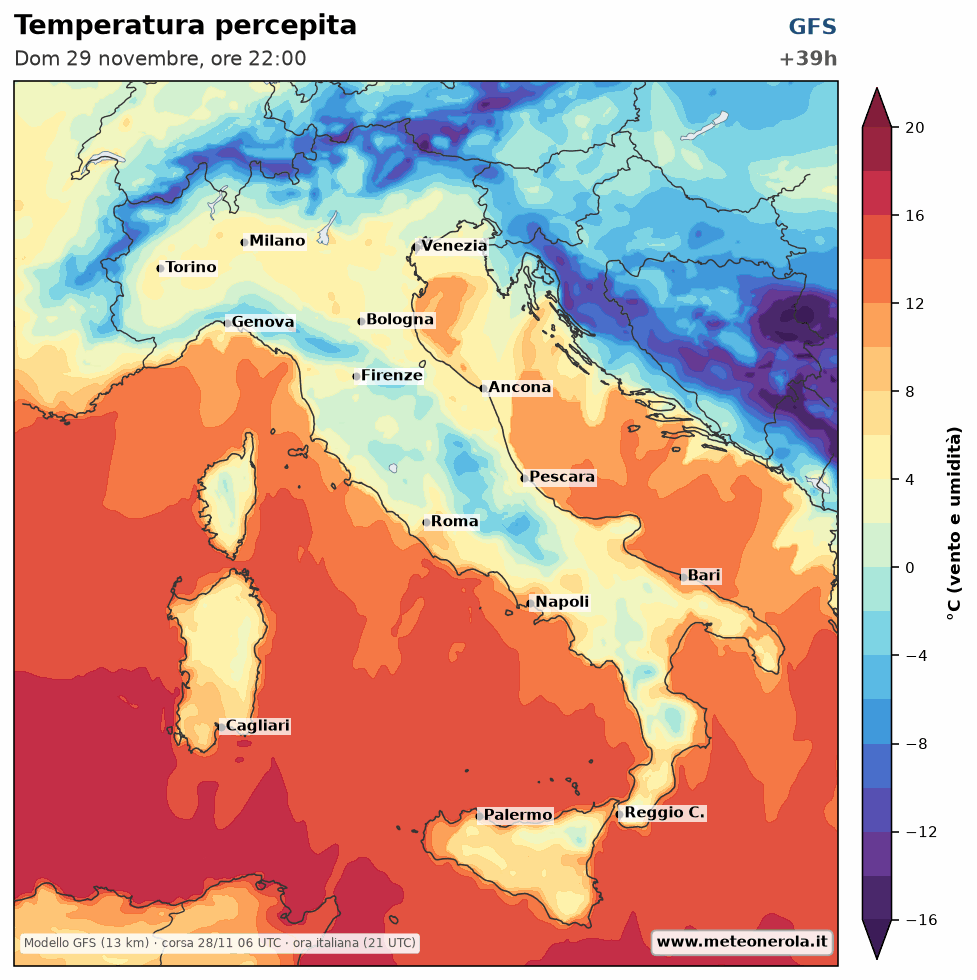 Temperatura percepita
GFS
Dom 29 novembre, ore 22:00
+39h
20
16
12
8
4
0
−4
−8
−12
−16
°C (vento e umidità)
Milano
Venezia
Torino
Genova
Bologna
Firenze
Ancona
Pescara
Roma
Bari
Napoli
Cagliari
Palermo
Reggio C.
Modello GFS (13 km) · corsa 28/11 06 UTC · ora italiana (21 UTC)
www.meteonerola.it